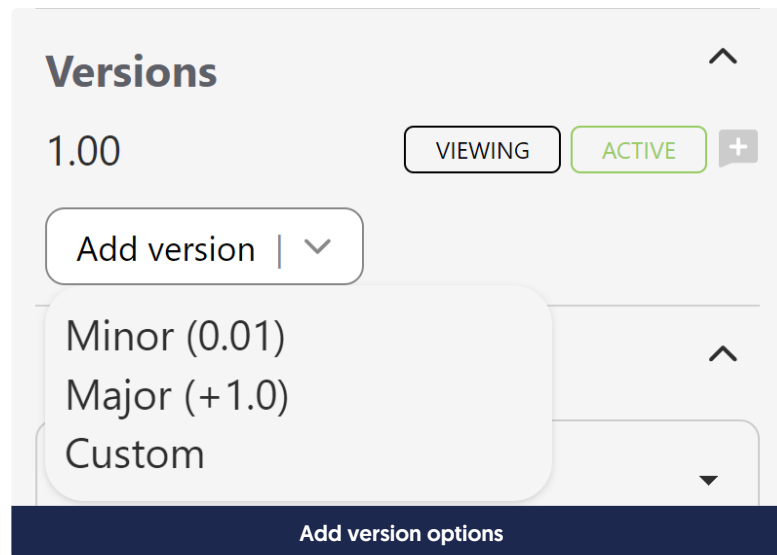 Versions
1.00 VIEWING ACTIVE
Add version |
Minor (0.01)
Major (+1.0)
Custom
Add version options